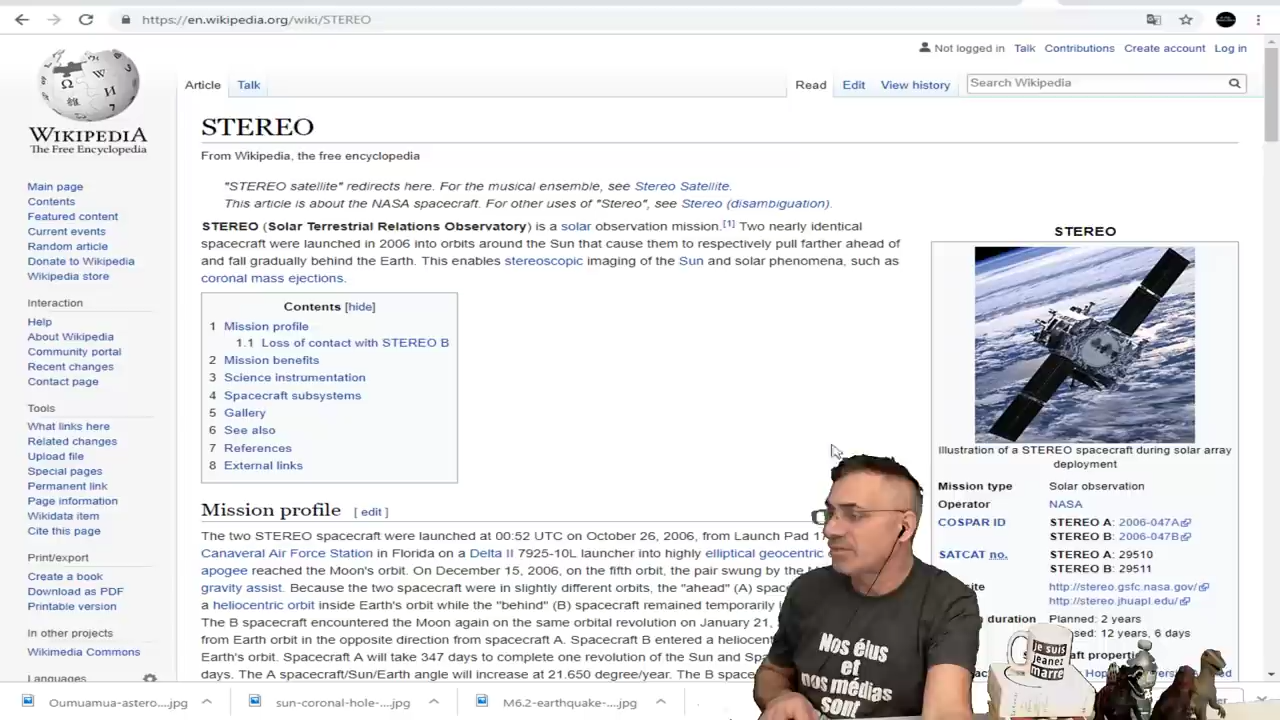 https://en.wikipedia.org/wiki/STEREO
Not logged in Talk Contributions Create account Log in
Article Talk Read Edit View history Search Wikipedia
WIKIPEDIA
The Free Encyclopedia
Main page
Contents
Featured content
Current events
Random article
Donate to Wikipedia
Wikipedia store
Interaction
Help
About Wikipedia
Community portal
Recent changes
Contact page
Tools
What links here
Related changes
Upload file
Special pages
Permanent link
Page information
Wikidata item
Cite this page
Print/export
Create a book
Download as PDF
Printable version
In other projects
Wikimedia Commons
Languages
STEREO
From Wikipedia, the free encyclopedia
"STEREO satellite" redirects here. For the musical ensemble, see Stereo Satellite.
This article is about the NASA spacecraft. For other uses of "Stereo", see Stereo (disambiguation).
STEREO (Solar Terrestrial Relations Observatory) is a solar observation mission.[1] Two nearly identical
spacecraft were launched in 2006 into orbits around the Sun that cause them to respectively pull farther ahead of
and fall gradually behind the Earth. This enables stereoscopic imaging of the Sun and solar phenomena, such as
coronal mass ejections.
Contents [hide]
1 Mission profile
1.1 Loss of contact with STEREO B
2 Mission benefits
3 Science instrumentation
4 Spacecraft subsystems
5 Gallery
6 See also
7 References
8 External links
Mission profile [ edit ]
The two STEREO spacecraft were launched at 00:52 UTC on October 26, 2006, from Launch Pad 17
Canaveral Air Force Station in Florida on a Delta II 7925-10L launcher into highly elliptical geocentric
apogee reached the Moon's orbit. On December 15, 2006, on the fifth orbit, the pair swung by the
gravity assist. Because the two spacecraft were in slightly different orbits, the "ahead" (A)
a heliocentric orbit inside Earth's orbit while the "behind" (B) spacecraft remained temporarily
The B spacecraft encountered the Moon again on the same orbital revolution on January 21,
from Earth orbit in the opposite direction from spacecraft A. Spacecraft B entered a
Earth's orbit. Spacecraft A will take 347 days to complete one revolution of the Sun and
days. The A spacecraft/Sun/Earth angle will increase at 21.650 degree/year. The B
STEREO
Illustration of a STEREO spacecraft during solar array
deployment
Mission type Solar observation
Operator NASA
COSPAR ID STEREO A: 2006-047A
STEREO B: 2006-047B
SATCAT no. STEREO A: 29510
STEREO B: 29511
http://stereo.gsfc.nasa.gov/
http://stereo.jhuapl.edu/
duration Planned: 2 years
12 years, 6 days
Nos élus
et
nos médias
sont
je suis
jeanez
marre
Oumuamua-astero....jpg
sun-coronal-hole-....jpg
M6.2-earthquake-....jpg